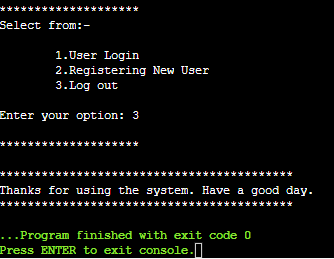 ********************
Select from:-
1.User Login
2.Registering New User
3.Log out
Enter your option: 3
********************
******************************************
Thanks for using the system. Have a good day.
******************************************
...Program finished with exit code 0
Press ENTER to exit console.